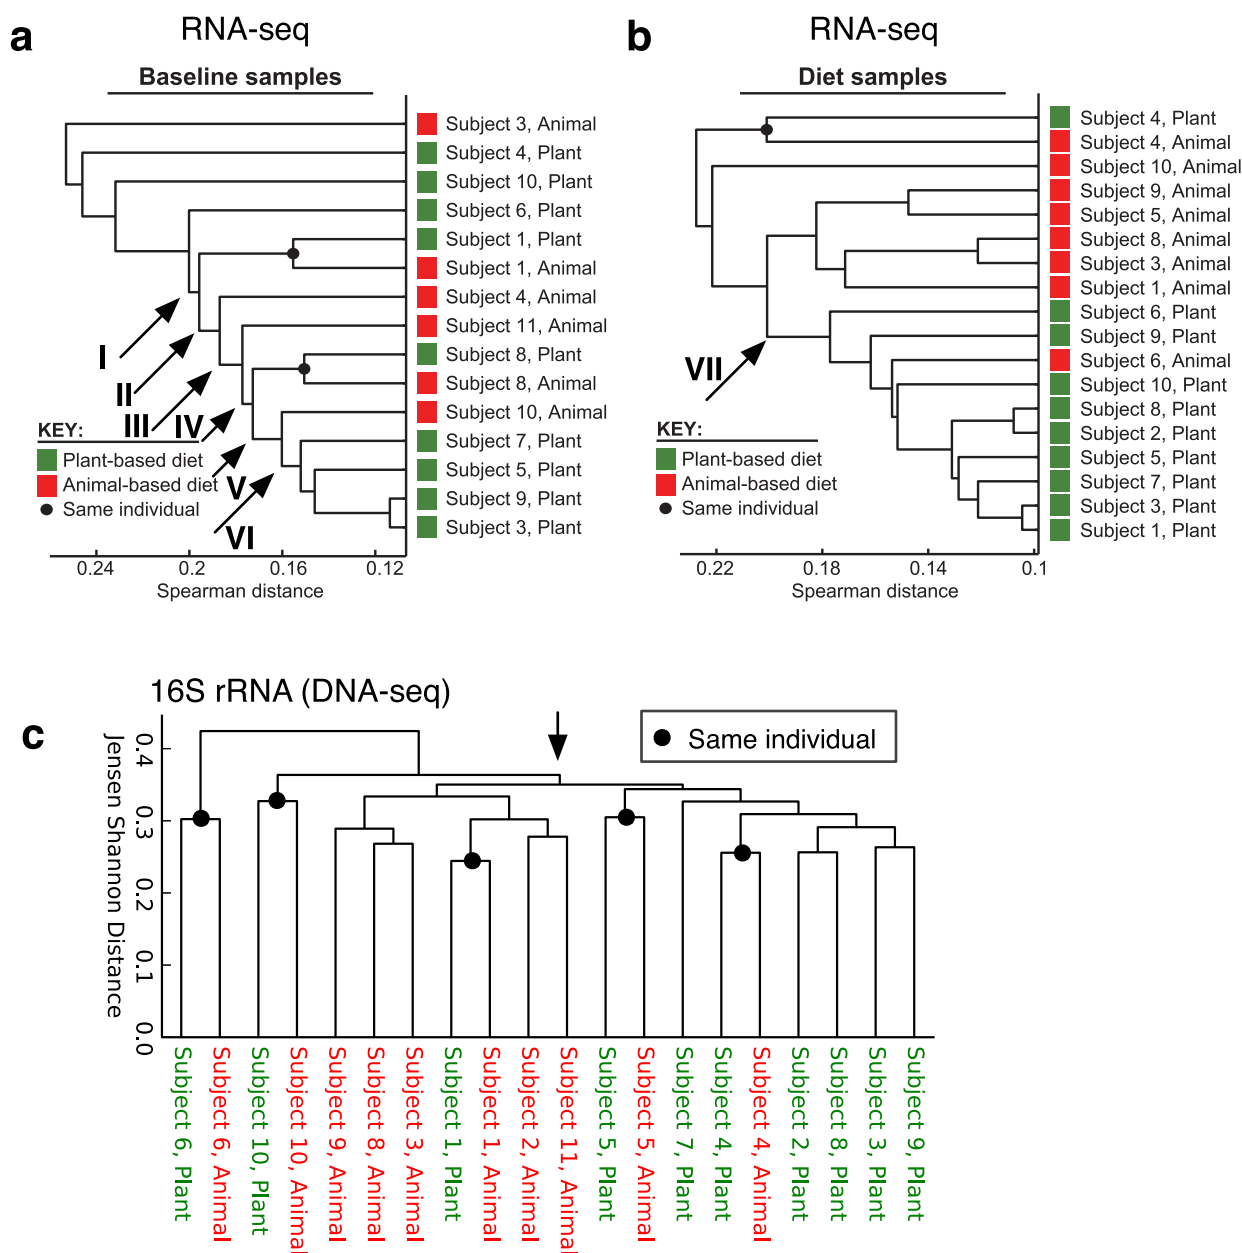 a
RNA-seq
Baseline samples
Subject 3, Animal
Subject 4, Plant
Subject 10, Plant
Subject 6, Plant
Subject 1, Plant
Subject 1, Animal
Subject 4, Animal
Subject 11, Animal
Subject 8, Plant
Subject 8, Animal
Subject 10, Animal
Subject 7, Plant
Subject 5, Plant
Subject 9, Plant
Subject 3, Plant
I
II
III
IV
V
VI
KEY:
Plant-based diet
Animal-based diet
Same individual
0.24 0.2 0.16 0.12
Spearman distance
b
RNA-seq
Diet samples
Subject 4, Plant
Subject 4, Animal
Subject 10, Animal
Subject 9, Animal
Subject 5, Animal
Subject 8, Animal
Subject 3, Animal
Subject 1, Animal
Subject 6, Plant
Subject 9, Plant
Subject 6, Animal
Subject 10, Plant
Subject 8, Plant
Subject 2, Plant
Subject 5, Plant
Subject 7, Plant
Subject 3, Plant
Subject 1, Plant
VII
KEY:
Plant-based diet
Animal-based diet
Same individual
0.22 0.18 0.14 0.1
Spearman distance
c
16S rRNA (DNA-seq)
Same individual
Jensen Shannon Distance
0.4
0.3
0.2
0.1
0.0
Subject 6, Plant
Subject 6, Animal
Subject 10, Plant
Subject 10, Animal
Subject 9, Animal
Subject 8, Animal
Subject 3, Animal
Subject 1, Plant
Subject 1, Animal
Subject 2, Animal
Subject 11, Animal
Subject 5, Plant
Subject 5, Animal
Subject 7, Plant
Subject 4, Plant
Subject 4, Animal
Subject 2, Plant
Subject 8, Plant
Subject 3, Plant
Subject 9, Plant